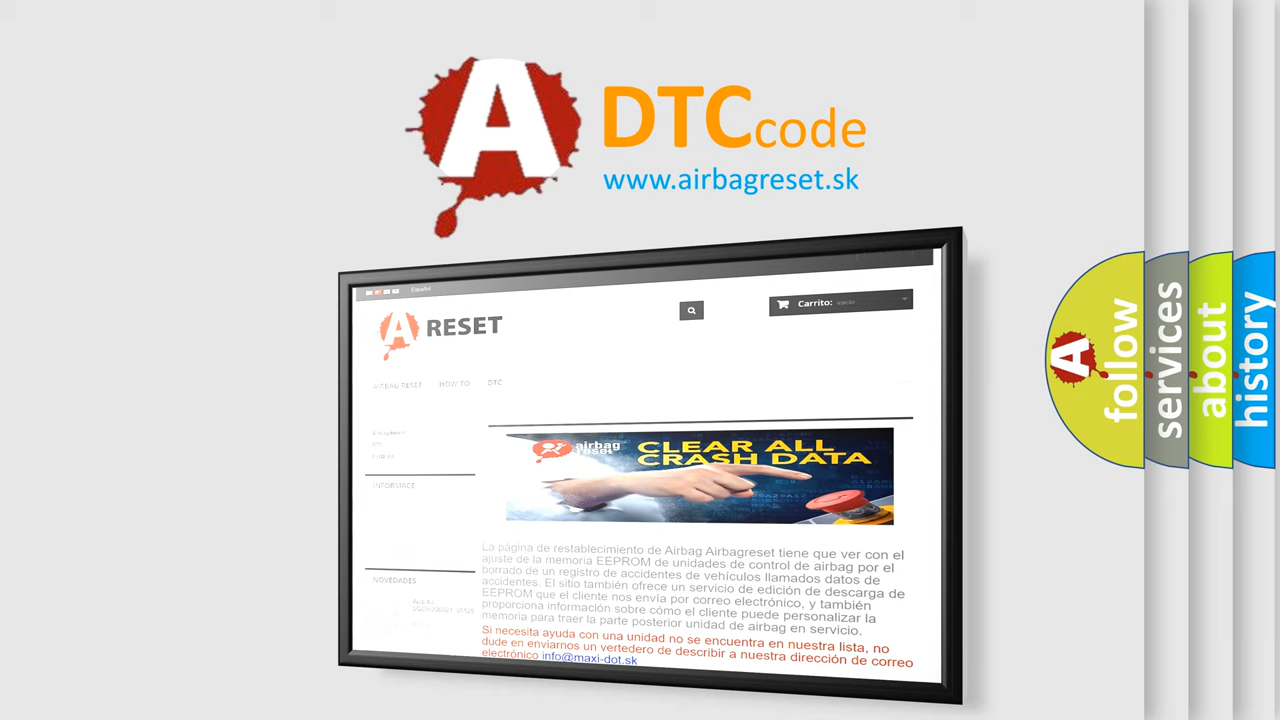 A
DTCcode
www.airbagreset.sk
Español
A RESET
Carrito: vacío
AIRBAG RESET HOW TO DTC
INFORMACE
NOVEDADES
airbag
reset
CLEAR ALL
CRASH DATA
La página de restablecimiento de Airbag Airbagreset tiene que ver con el
ajuste de la memoria EEPROM de unidades de control de airbag por el
borrado de un registro de accidentes de vehículos llamados datos de
accidentes. El sitio también ofrece un servicio de edición de descarga de
EEPROM que el cliente nos envía por correo electrónico, y también
proporciona información sobre cómo el cliente puede personalizar la
memoria para traer la parte posterior unidad de airbag en servicio.
Si necesita ayuda con una unidad no se encuentra en nuestra lista, no
dude en enviarnos un vertedero de describir a nuestra dirección de correo
electrónico info@maxi-dot.sk
A
follow
services
about
history